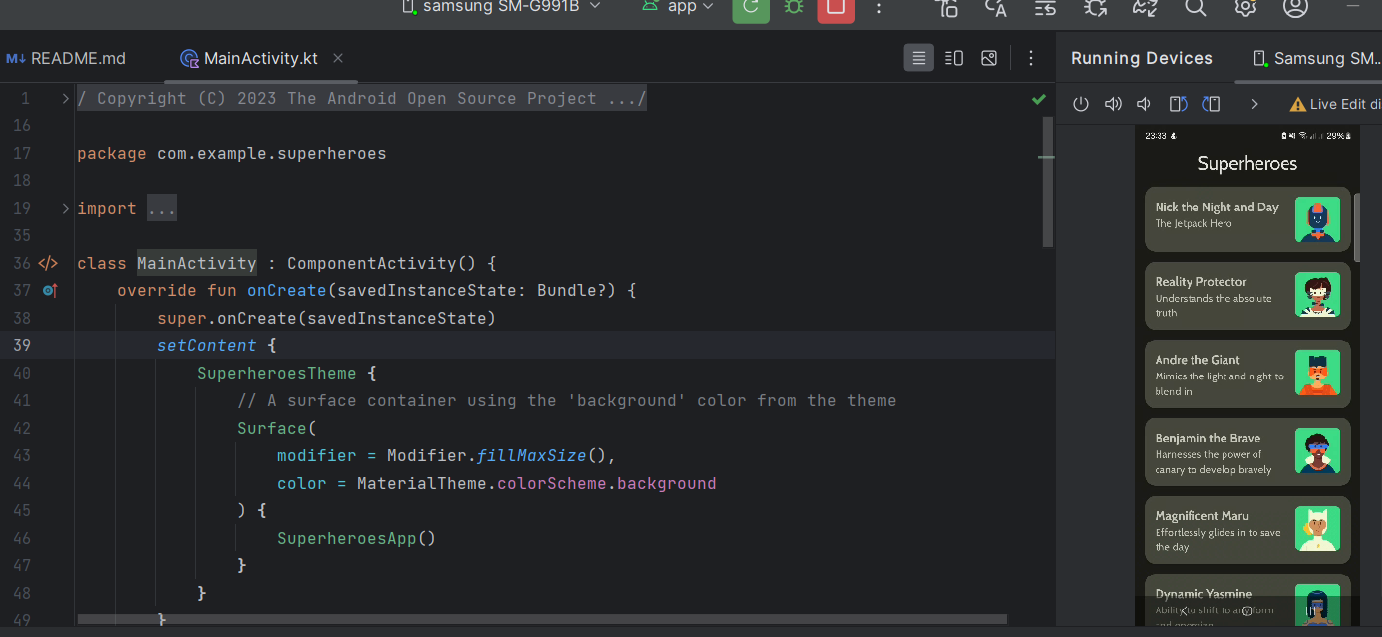 samsung SM-G991B
app
M↓ README.md
MainActivity.kt
Running Devices
Samsung SM...
Live Edit di
1 / Copyright (C) 2023 The Android Open Source Project .../
16
17 package com.example.superheroes
18
19 import ...
35
36 class MainActivity : ComponentActivity() {
37 override fun onCreate(savedInstanceState: Bundle?) {
38 super.onCreate(savedInstanceState)
39 setContent {
40 SuperheroesTheme {
41 // A surface container using the 'background' color from the theme
42 Surface(
43 modifier = Modifier.fillMaxSize(),
44 color = MaterialTheme.colorScheme.background
45 ) {
46 SuperheroesApp()
47 }
48 }
49 }
23:33
29%
Superheroes
Nick the Night and Day
The Jetpack Hero
Reality Protector
Understands the absolute
truth
Andre the Giant
Mimics the light and night to
blend in
Benjamin the Brave
Harnesses the power of
canary to develop bravely
Magnificent Maru
Effortlessly glides in to save
the day
Dynamic Yasmine
Ability to shift to any form
and energize